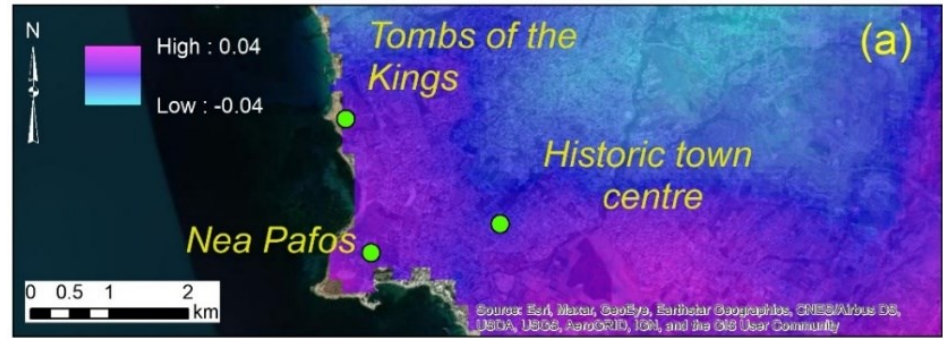 N
High : 0.04
Low : -0.04
Tombs of the
Kings
(a)
Historic town
centre
Nea Pafos
0 0.5 1 2
km
Source: Esri, Maxar, GeoEye, Earthstar Geographics, CNES/Airbus DS,
USDA, USGS, AeroGRID, IGN, and the GIS User Community